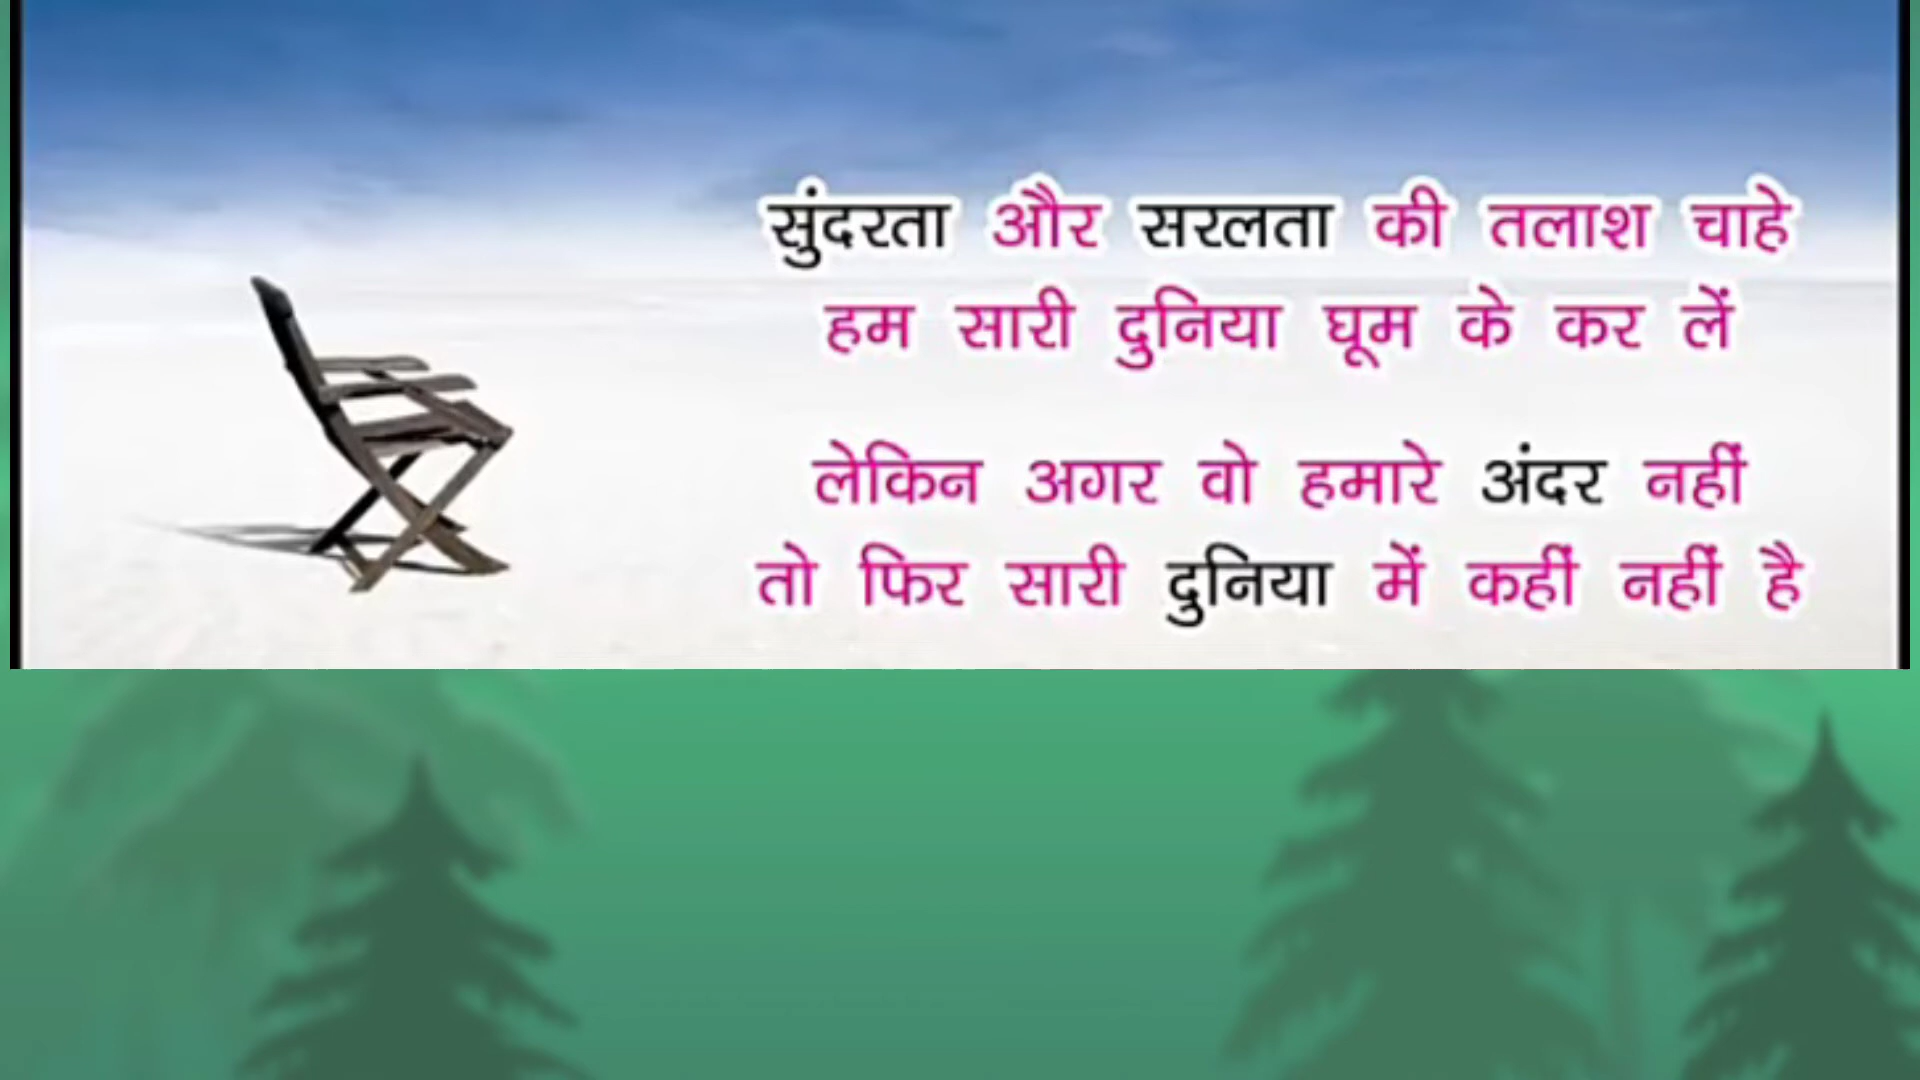 सुंदरता और सरलता की तलाश चाहे
हम सारी दुनिया घूम के कर लें
लेकिन अगर वो हमारे अंदर नहीं
तो फिर सारी दुनिया में कहीं नहीं है